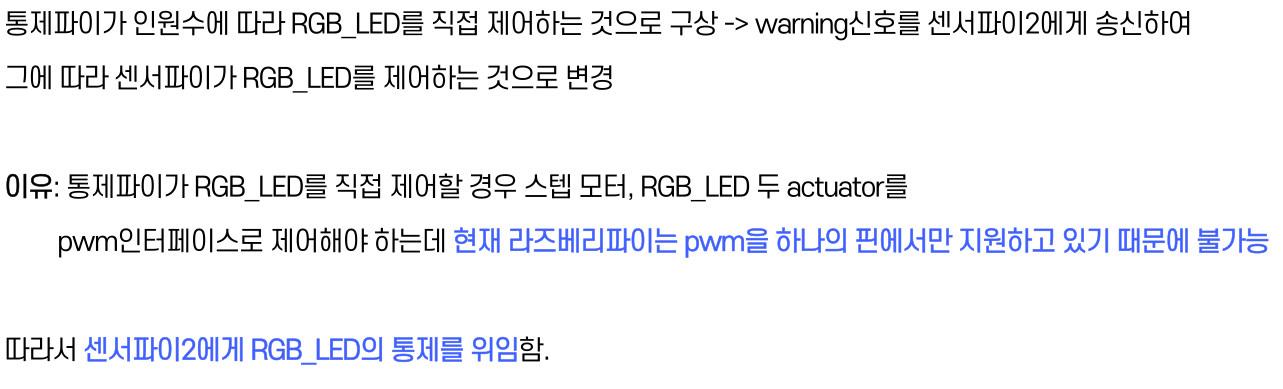 통제파이가 인원수에 따라 RGB_LED를 직접 제어하는 것으로 구상 -> warning신호를 센서파이2에게 송신하여
그에 따라 센서파이가 RGB_LED를 제어하는 것으로 변경
이유: 통제파이가 RGB_LED를 직접 제어할 경우 스텝 모터, RGB_LED 두 actuator를
pwm인터페이스로 제어해야 하는데 현재 라즈베리파이는 pwm을 하나의 핀에서만 지원하고 있기 때문에 불가능
따라서 센서파이2에게 RGB_LED의 통제를 위임함.